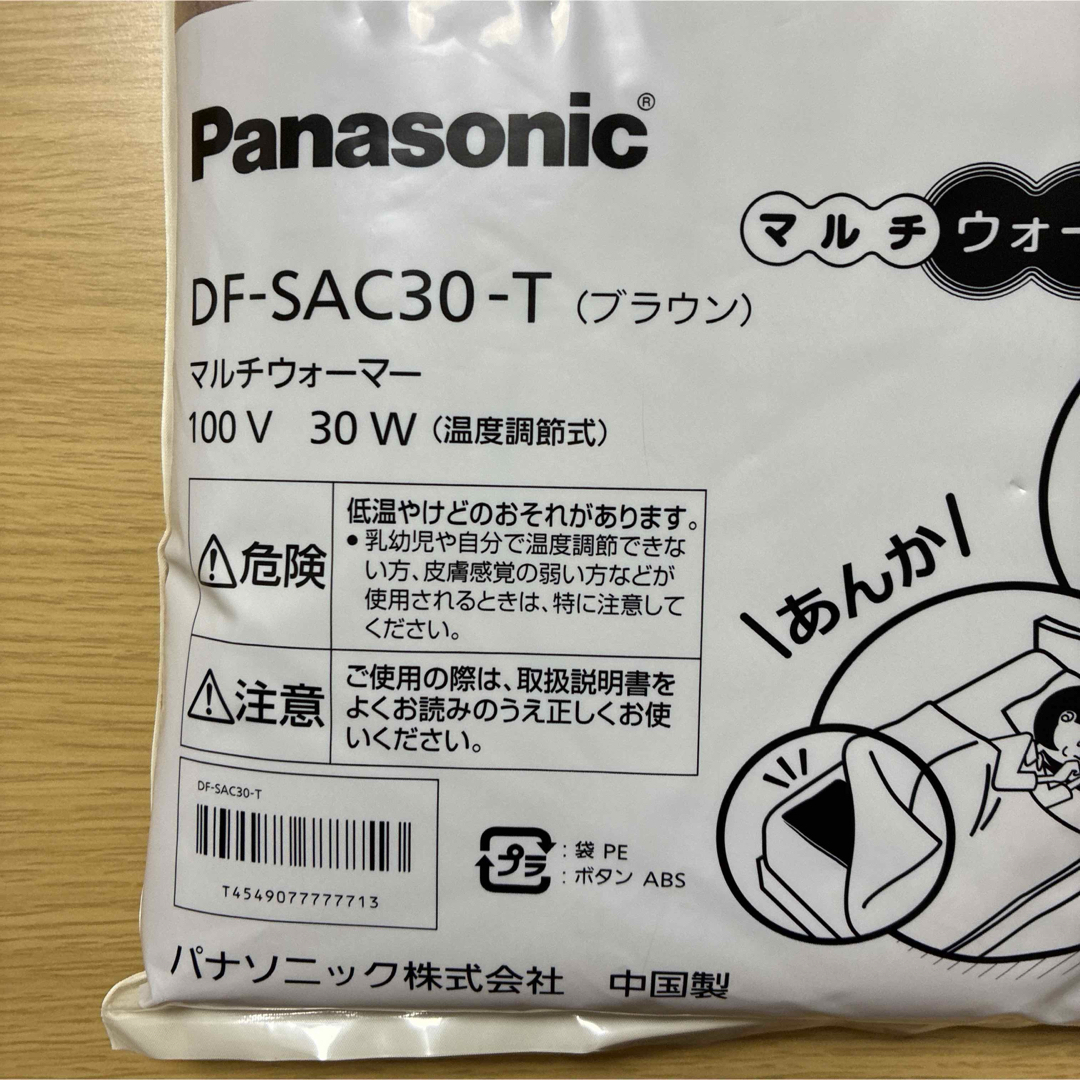 Panasonic®
マルチ ウォー
DF-SAC30-T（ブラウン）
マルチウォーマー
100 V 30 W（温度調節式）
危険
低温やけどのおそれがあります。
●乳幼児や自分で温度調節できな
い方、皮膚感覚の弱い方などが
使用されるときは、特に注意して
ください。
注意
ご使用の際は、取扱説明書を
よくお読みのうえ正しくお使
いください。
\あんか/
DF-SAC30-T
T4549077777713
プラ
：袋 PE
：ボタン ABS
パナソニック株式会社 中国製